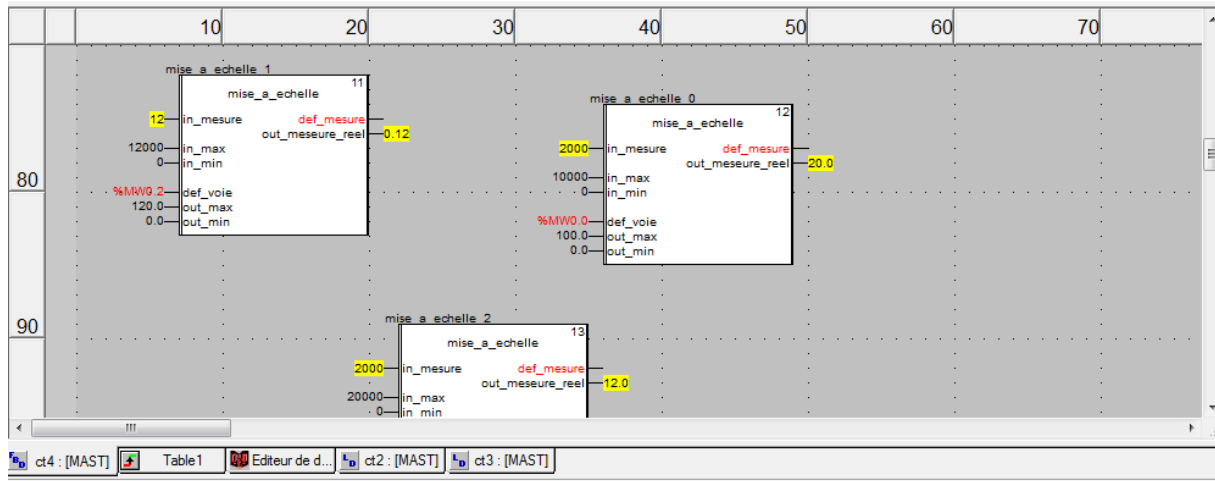 10 20 30 40 50 60 70
mise_a_echelle_1
11
mise_a_echelle
12 in_mesure def_mesure
out_meseure_reel 0.12
12000 in_max
0 in_min
%MW0.2 def_voie
120.0 out_max
0.0 out_min
mise_a_echelle_0
12
mise_a_echelle
2000 in_mesure def_mesure
out_meseure_reel 20.0
10000 in_max
0 in_min
%MW0.0 def_voie
100.0 out_max
0.0 out_min
80
90
mise_a_echelle_2
13
mise_a_echelle
2000 in_mesure def_mesure
out_meseure_reel 12.0
20000 in_max
0 in_min
ct4 : [MAST] Table1 Editeur de d... ct2 : [MAST] ct3 : [MAST]